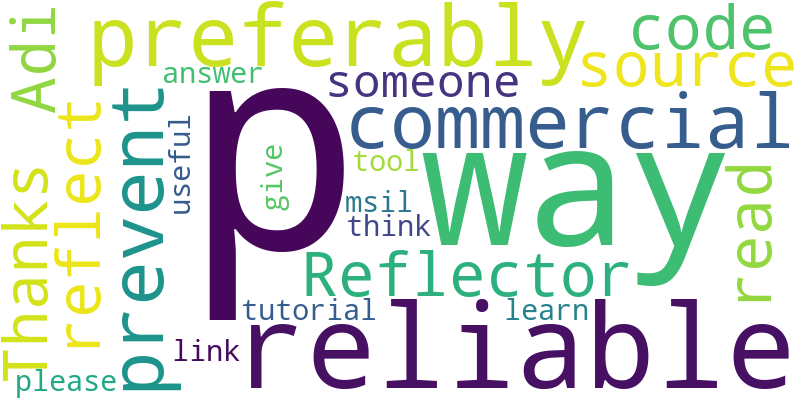 preferably
code
Adi
answer
someone
source
p
commercial
reflect
prevent
useful
give
tool
way
Thanks
msil
think
read
Reflector
tutorial
learn
reliable
link
please